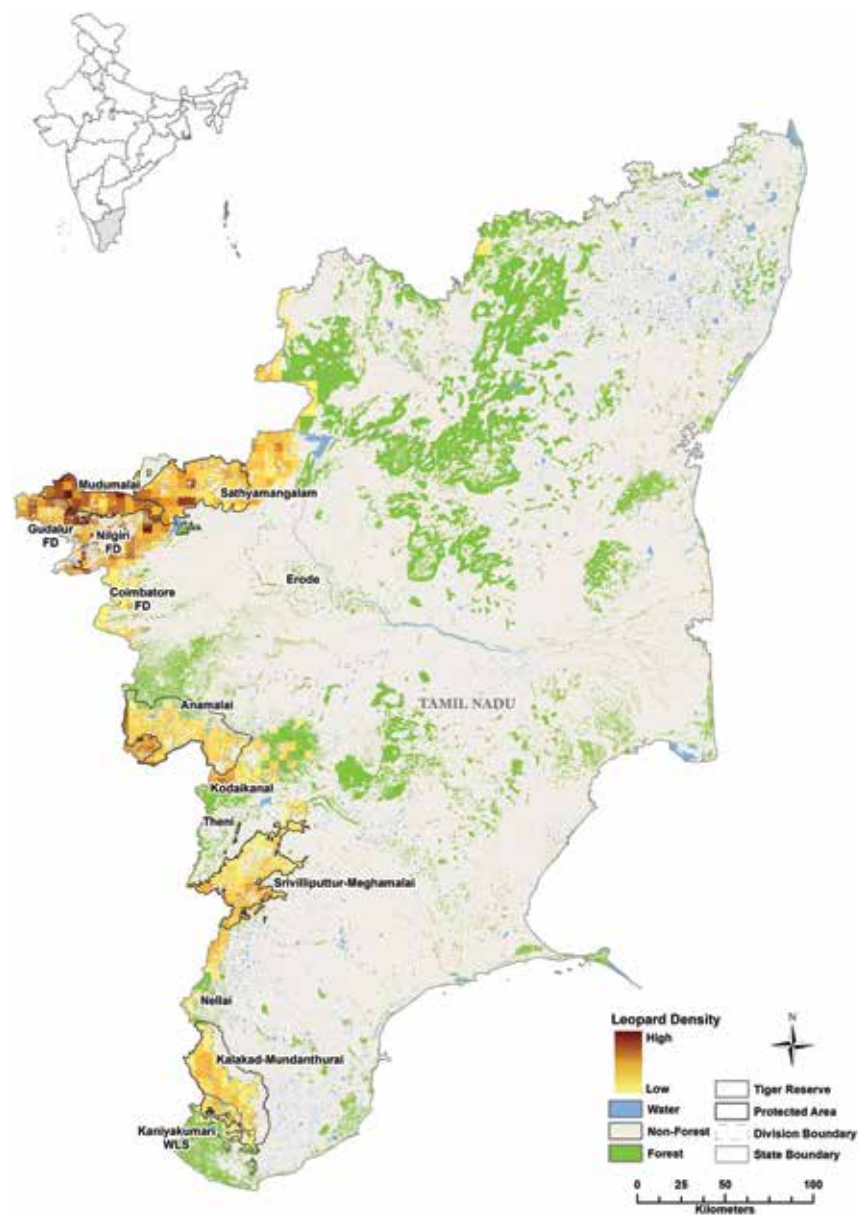 Mudumalai
Sathyamangalam
Gudalur
FD
Nilgiri
FD
Coimbatore
FD
Erode
Anamalai
TAMIL NADU
Kodaikanal
Theni
Srivilliputtur-Meghamalai
Nellai
Kalakad-Mundanthurai
Kaniyakumari
WLS
Leopard Density
High
Low
Water
Non-Forest
Forest
N
Tiger Reserve
Protected Area
Division Boundary
State Boundary
0 25 50 100
Kilometers